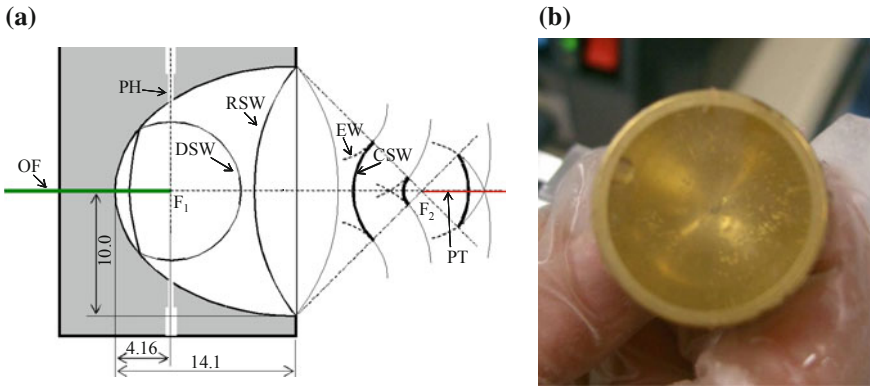 (a)
(b)
PH
RSW
EW
CSW
DSW
OF
F1
F2
PT
10.0
4.16
14.1